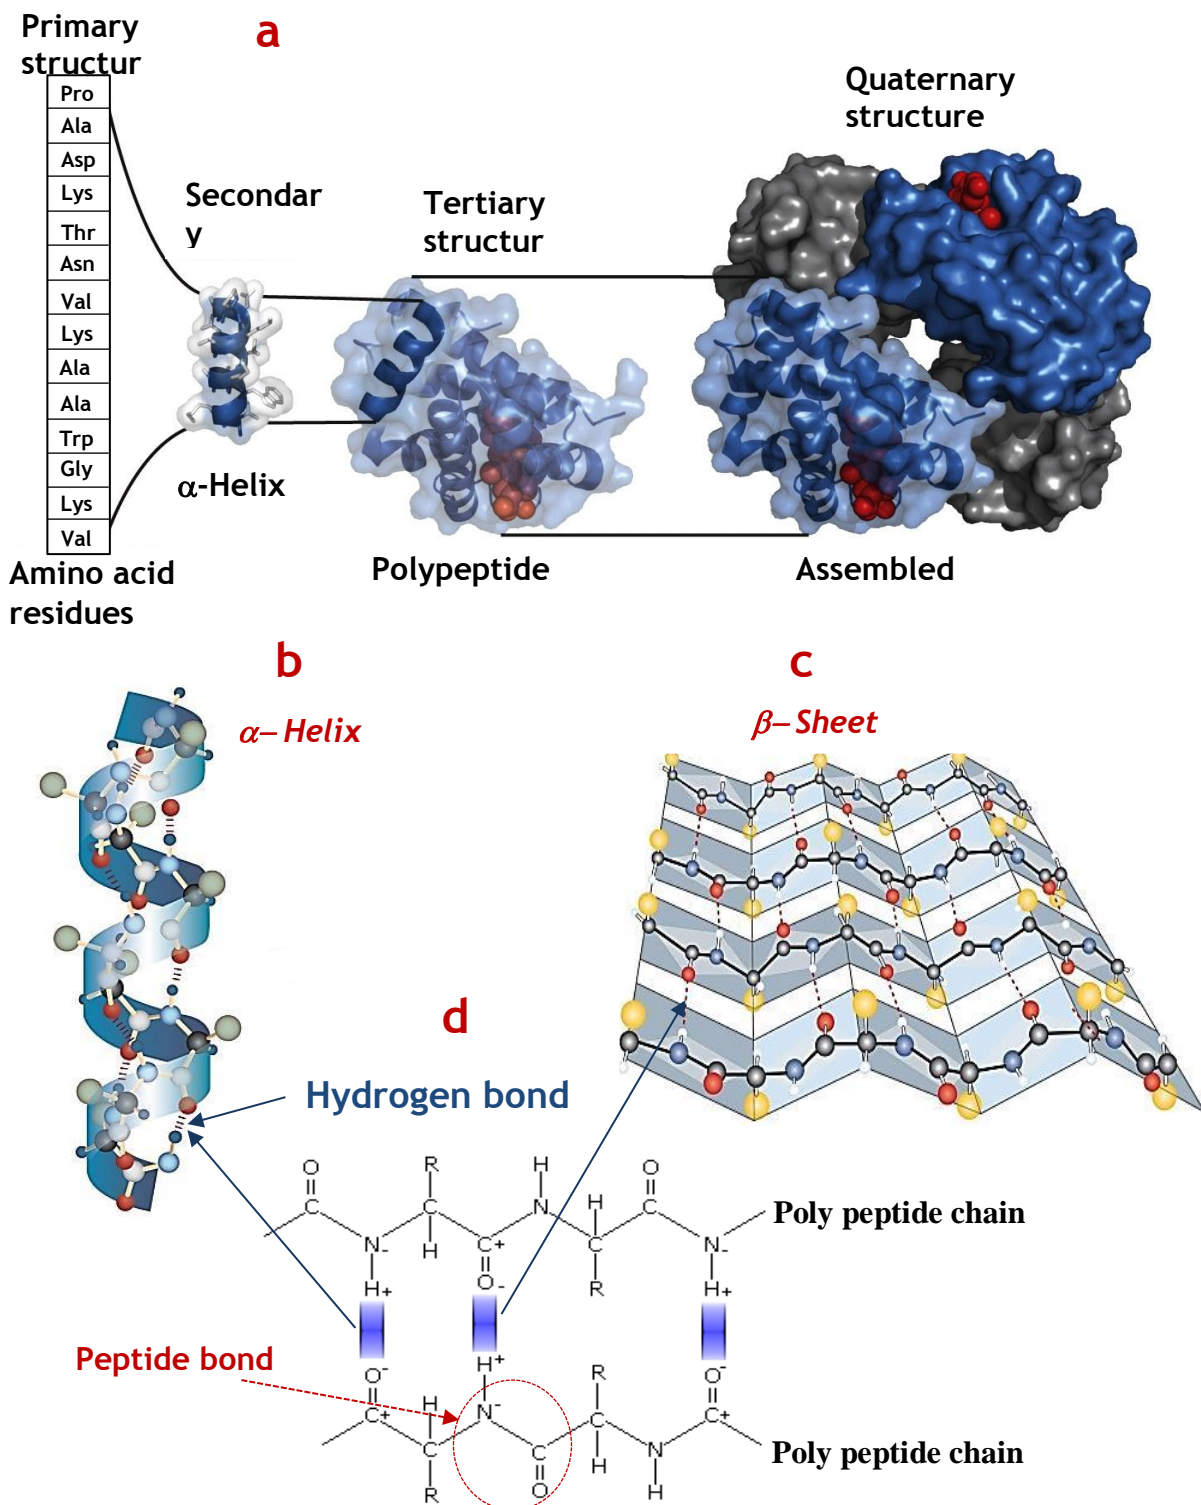 Primary
structur
a
Pro
Ala
Asp
Lys
Thr
Asn
Val
Lys
Ala
Ala
Trp
Gly
Lys
Val
Amino acid
residues
Secondar
y
α-Helix
Tertiary
structur
Polypeptide
Quaternary
structure
Assembled
b
α– Helix
c
β– Sheet
d
Hydrogen bond
O R H O
C C N H C
N- H C+ C N-
H+ O- R H+
Poly peptide chain
Peptide bond
O- H+ R O-
C+ H N- C C+
C C H N
R O H
Poly peptide chain